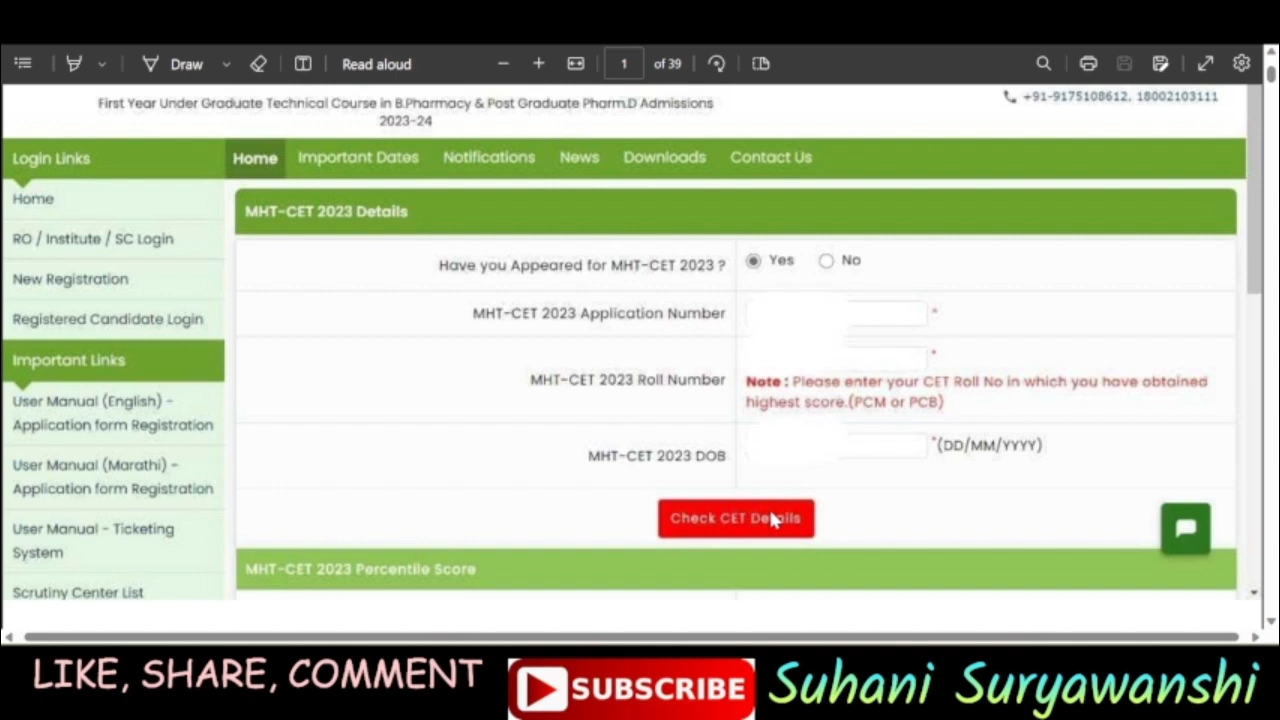 Draw
Read aloud
1 of 39
First Year Under Graduate Technical Course in B.Pharmacy & Post Graduate Pharm.D Admissions
2023-24
+91-9175108612, 18002103111
Login Links
Home Important Dates Notifications News Downloads Contact Us
Home
RO / Institute / SC Login
New Registration
Registered Candidate Login
Important Links
User Manual (English) -
Application form Registration
User Manual (Marathi) -
Application form Registration
User Manual - Ticketing
System
Scrutiny Center List
MHT-CET 2023 Details
Have you Appeared for MHT-CET 2023 ? Yes No
MHT-CET 2023 Application Number *
MHT-CET 2023 Roll Number *
Note : Please enter your CET Roll No in which you have obtained
highest score.(PCM or PCB)
MHT-CET 2023 DOB *(DD/MM/YYYY)
Check CET Details
MHT-CET 2023 Percentile Score
LIKE, SHARE, COMMENT
SUBSCRIBE
Suhani Suryawanshi